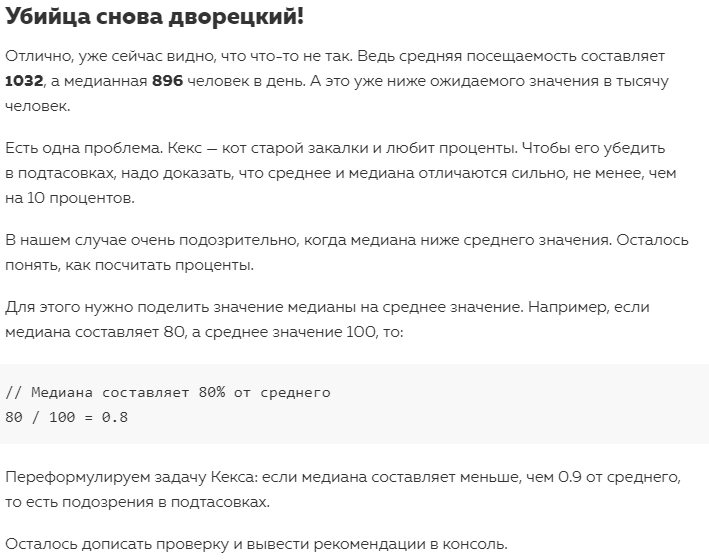 Убийца снова дворецкий!
Отлично, уже сейчас видно, что что-то не так. Ведь средняя посещаемость составляет
1032, а медианная 896 человек в день. А это уже ниже ожидаемого значения в тысячу
человек.
Есть одна проблема. Кекс — кот старой закалки и любит проценты. Чтобы его убедить
в подтасовках, надо доказать, что среднее и медиана отличаются сильно, не менее, чем
на 10 процентов.
В нашем случае очень подозрительно, когда медиана ниже среднего значения. Осталось
понять, как посчитать проценты.
Для этого нужно поделить значение медианы на среднее значение. Например, если
медиана составляет 80, а среднее значение 100, то:
// Медиана составляет 80% от среднего
80 / 100 = 0.8
Переформулируем задачу Кекса: если медиана составляет меньше, чем 0.9 от среднего,
то есть подозрения в подтасовках.
Осталось дописать проверку и вывести рекомендации в консоль.